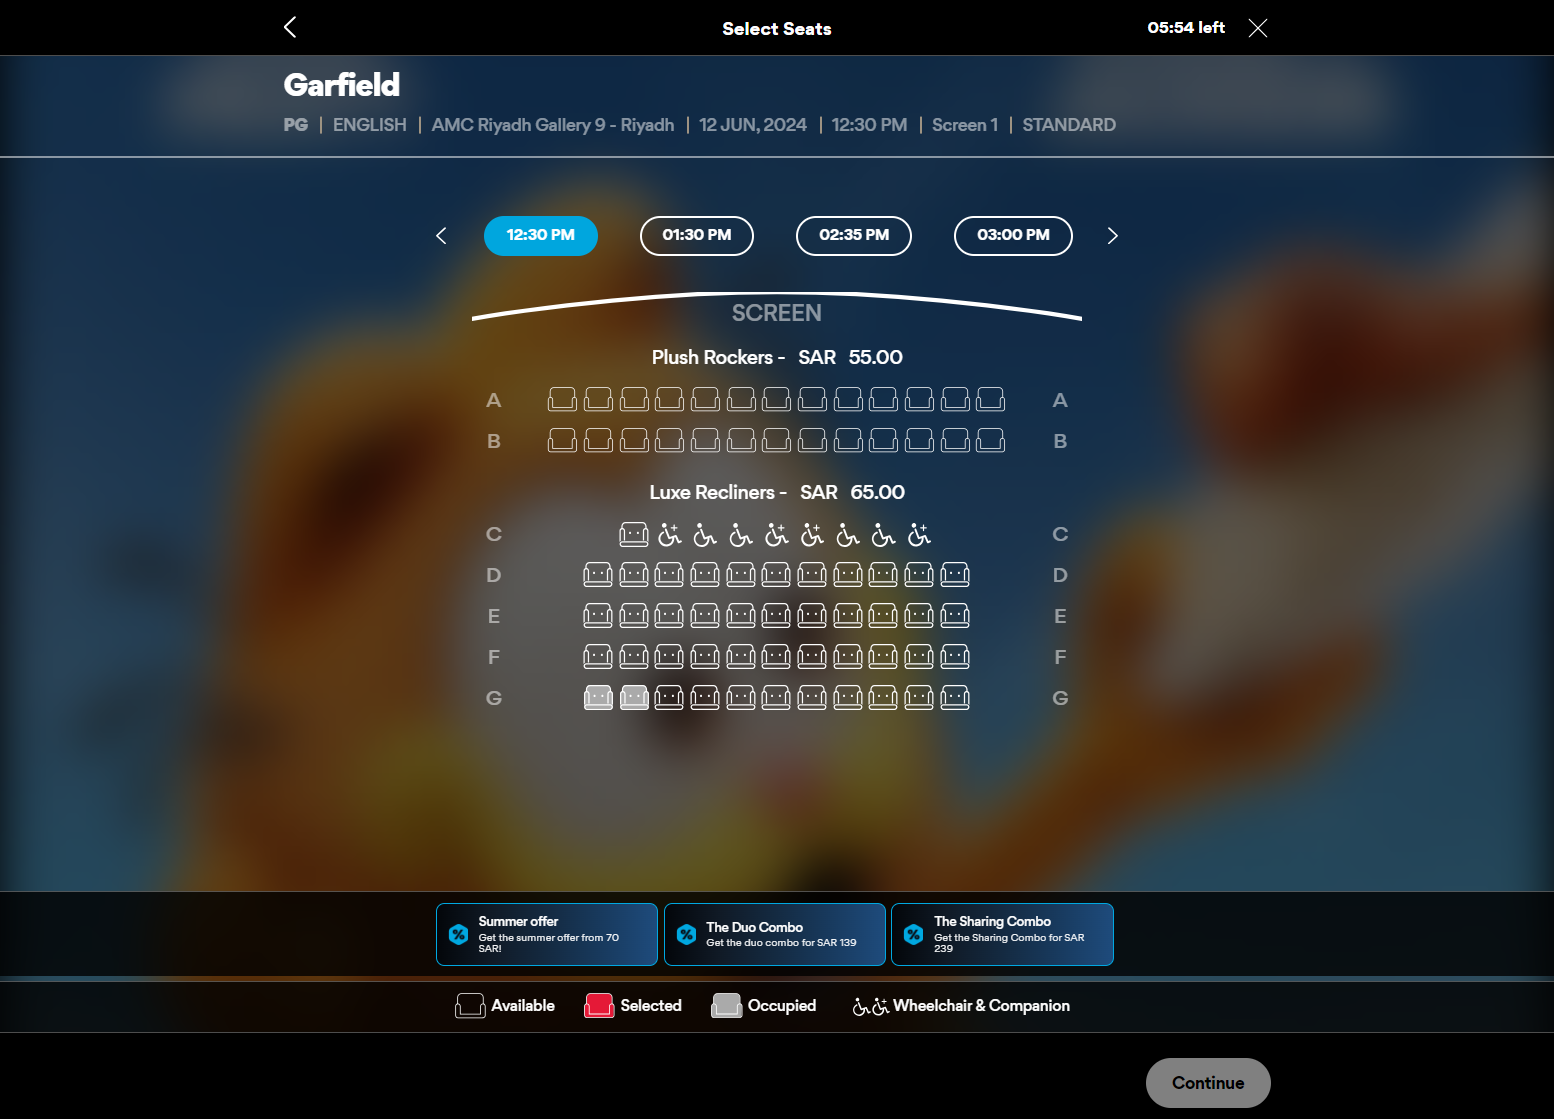 Select Seats
05:54 left
Garfield
PG | ENGLISH | AMC Riyadh Gallery 9 - Riyadh | 12 JUN, 2024 | 12:30 PM | Screen 1 | STANDARD
12:30 PM 01:30 PM 02:35 PM 03:00 PM
SCREEN
Plush Rockers - SAR 55.00
A A
B B
Luxe Recliners - SAR 65.00
C C
D D
E E
F F
G G
Summer offer
Get the summer offer from 70
SAR!
The Duo Combo
Get the duo combo for SAR 139
The Sharing Combo
Get the Sharing Combo for SAR
239
Available Selected Occupied Wheelchair & Companion
Continue